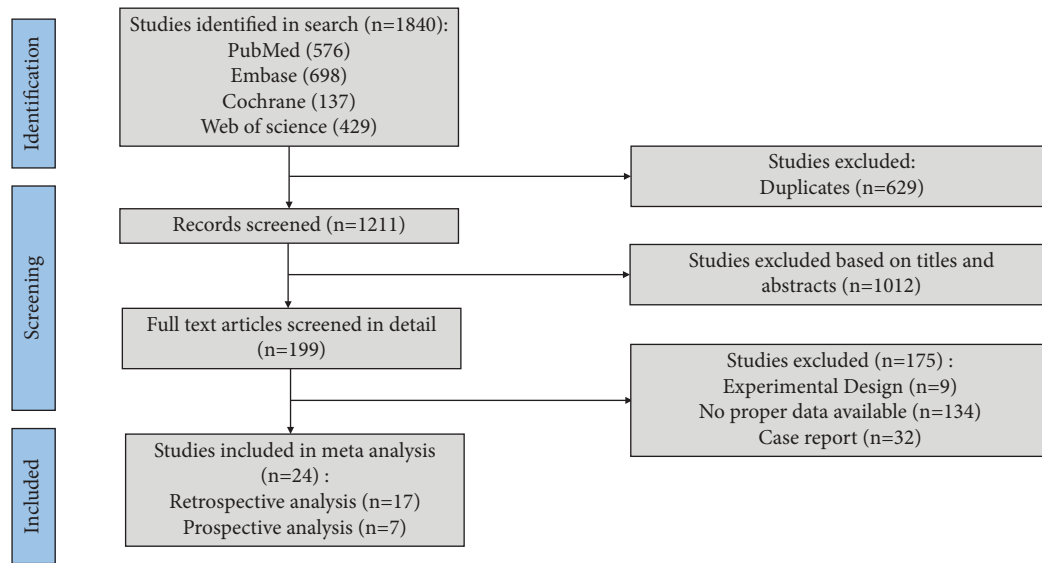 Identification
Studies identified in search (n=1840):
PubMed (576)
Embase (698)
Cochrane (137)
Web of science (429)
Studies excluded:
Duplicates (n=629)
Screening
Records screened (n=1211)
Studies excluded based on titles and
abstracts (n=1012)
Full text articles screened in detail
(n=199)
Studies excluded (n=175) :
Experimental Design (n=9)
No proper data available (n=134)
Case report (n=32)
Included
Studies included in meta analysis
(n=24) :
Retrospective analysis (n=17)
Prospective analysis (n=7)